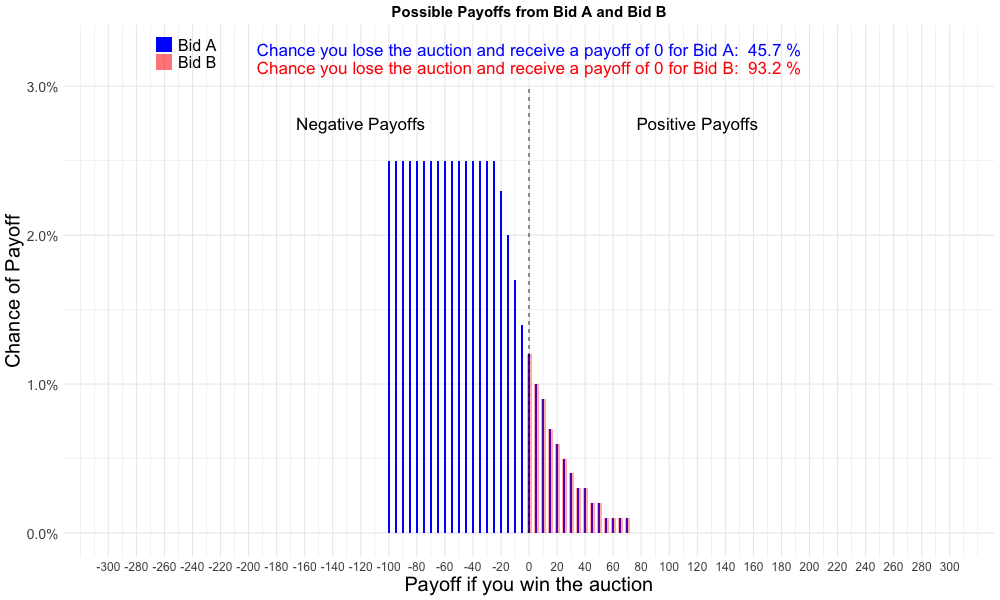 Possible Payoffs from Bid A and Bid B
Bid A
Bid B
Chance you lose the auction and receive a payoff of 0 for Bid A:  45.7 %
Chance you lose the auction and receive a payoff of 0 for Bid B:  93.2 %
Negative Payoffs
Positive Payoffs
Chance of Payoff
3.0%
2.0%
1.0%
0.0%
-300 -280 -260 -240 -220 -200 -180 -160 -140 -120 -100 -80 -60 -40 -20 0 20 40 60 80 100 120 140 160 180 200 220 240 260 280 300
Payoff if you win the auction